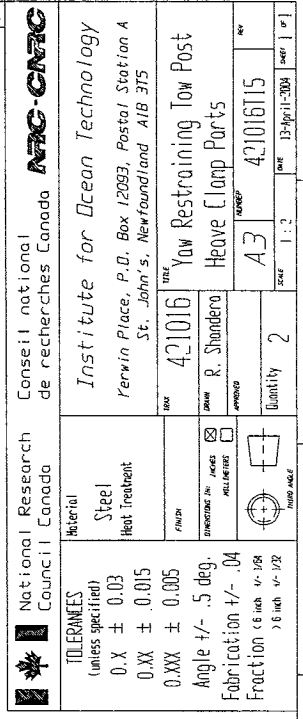 National Research
Council Canada
Conseil national
de recherches Canada
NRC-CNRC
TOLERANCES
(unless specified)
0.X ± 0.03
0.XX ± .015
0.XXX ± 0.005
Angle +/- .5 deg.
Fabrication +/- .04
Fraction < 6 inch +/- 1/64
> 6 inch +/- 1/32
Material
Steel
Heat Treatment
FINISH
DIMENSIONS IN: INCHES
MILLIMETERS
THIRD ANGLE
Institute for Ocean Technology
Kerwin Place, P.O. Box 12093, Postal Station A
St. John's, Newfoundland A1B 3T5
TRAX
421016
DRAWN
R. Shandera
APPROVED
Quantity 2
TITLE
Yaw Restraining Tow Post
Heave Clamp Parts
A3
NUMBER
421016T15
REV
SCALE 1 : 2
DATE 13-April-2004
SHEET 1 OF 1